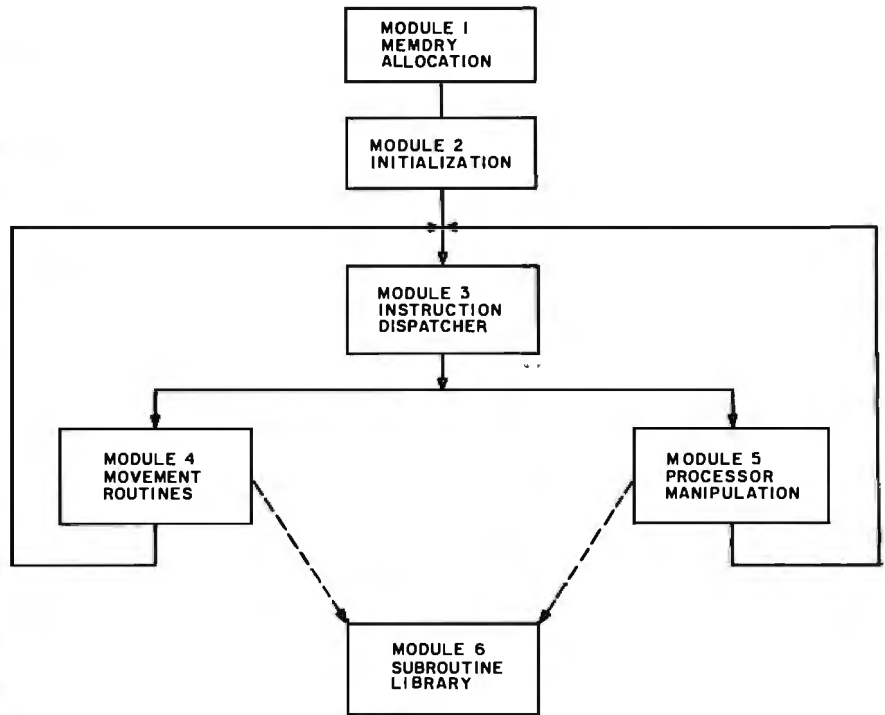 MODULE 1
MEMDRY
ALLOCATION
MODULE 2
INITIALIZATION
MODULE 3
INSTRUCTION
DISPATCHER
MODULE 4
MOVEMENT
ROUTINES
MODULE 5
PROCESSOR
MANIPULATION
MODULE 6
SUBROUTINE
LIBRARY